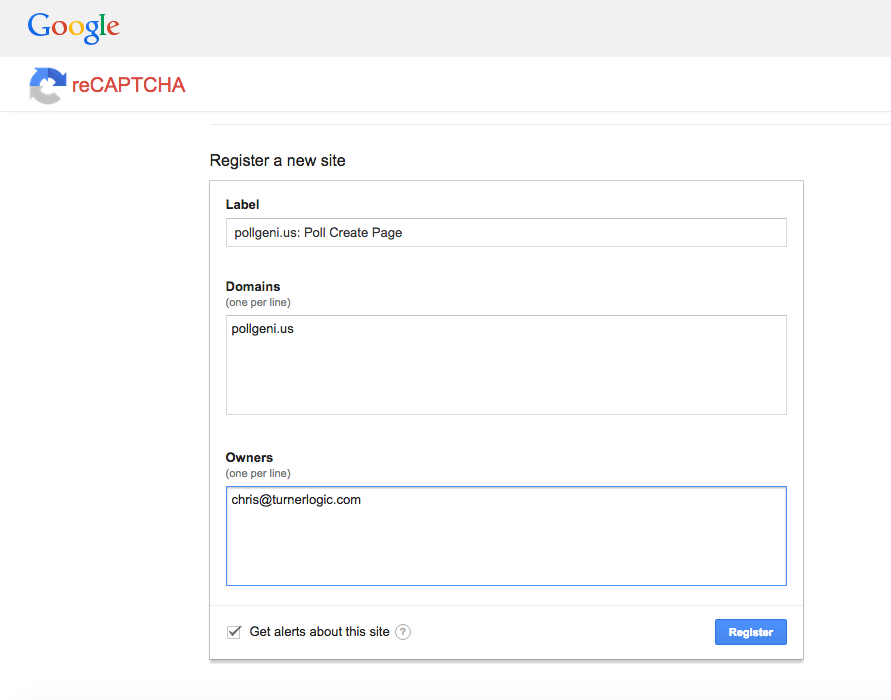 Google
reCAPTCHA
Register a new site
Label
pollgeni.us: Poll Create Page
Domains
(one per line)
pollgeni.us
Owners
(one per line)
chris@turnerlogic.com
Get alerts about this site ?
Register